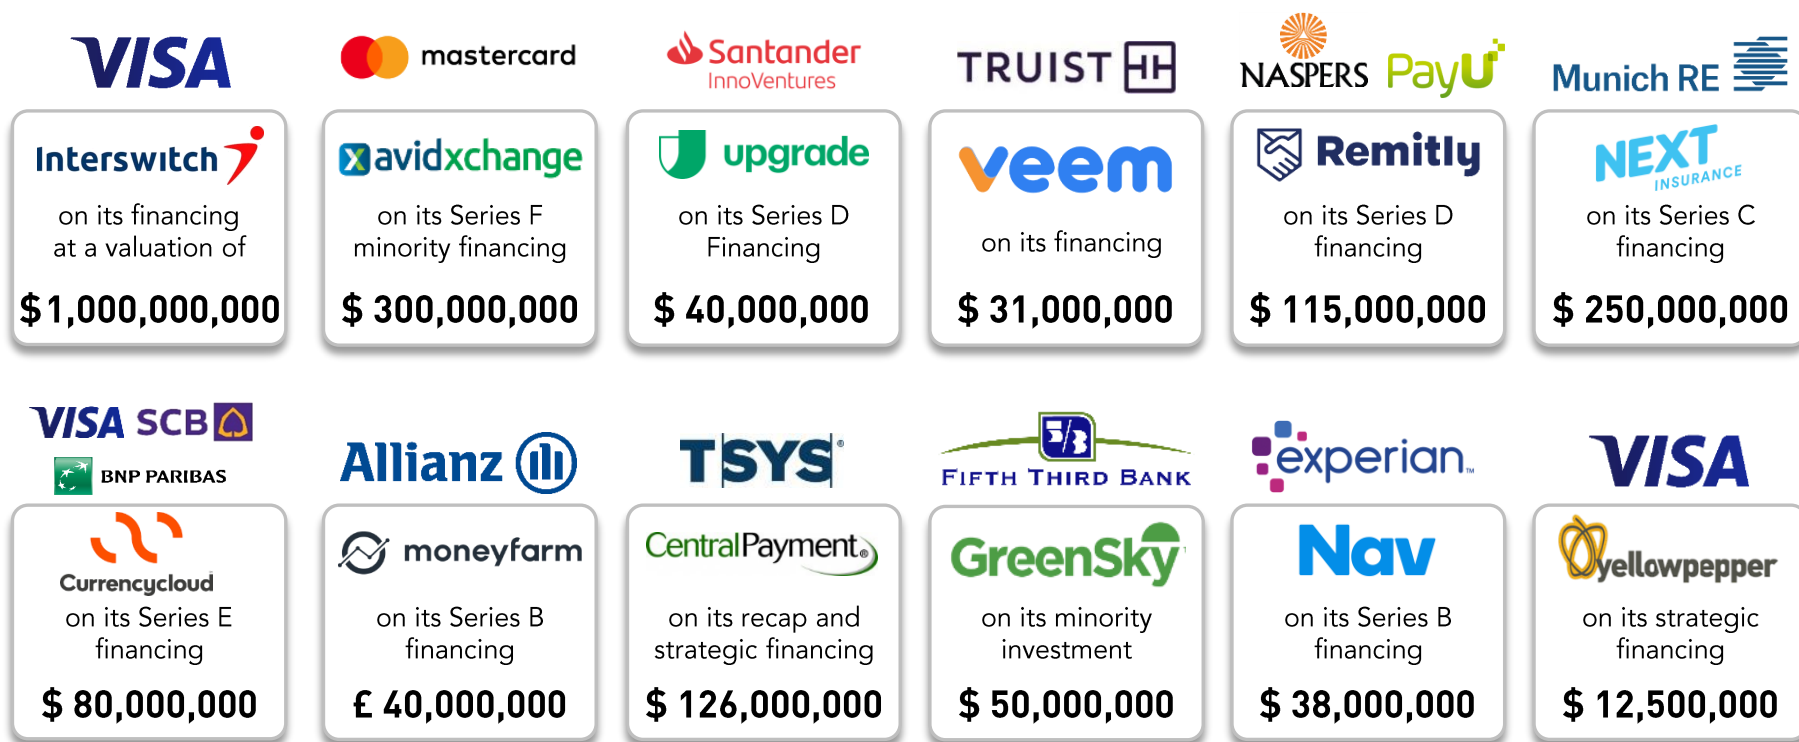 VISA
Interswitch
on its financing
at a valuation of
$1,000,000,000
mastercard
avidxchange
on its Series F
minority financing
$ 300,000,000
Santander
InnoVentures
upgrade
on its Series D
Financing
$ 40,000,000
TRUIST
veem
on its financing
$ 31,000,000
NASPERS PayU
Remitly
on its Series D
financing
$ 115,000,000
Munich RE
NEXT
INSURANCE
on its Series C
financing
$ 250,000,000
VISA SCB
BNP PARIBAS
Currencycloud
on its Series E
financing
$ 80,000,000
Allianz
moneyfarm
on its Series B
financing
£ 40,000,000
TSYS®
CentralPayment®
on its recap and
strategic financing
$ 126,000,000
5/3
FIFTH THIRD BANK
GreenSky
on its minority
investment
$ 50,000,000
experian™
Nav
on its Series B
financing
$ 38,000,000
VISA
yellowpepper
on its strategic
financing
$ 12,500,000